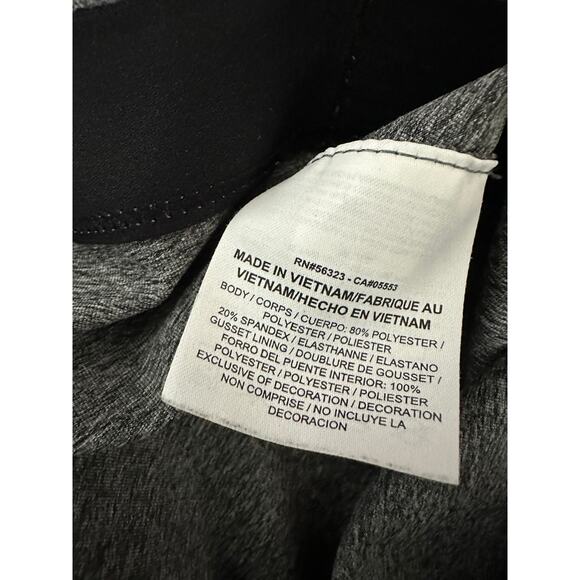 RN#56323 - CA#05553
MADE IN VIETNAM/FABRIQUE AU
VIETNAM/HECHO EN VIETNAM
BODY / CORPS / CUERPO: 80% POLYESTER /
POLYESTER / POLIESTER
20% SPANDEX / ELASTHANNE / ELASTANO
GUSSET LINING / DOUBLURE DE GOUSSET /
FORRO DEL PUENTE INTERIOR: 100%
POLYESTER / POLYESTER / POLIESTER
EXCLUSIVE OF DECORATION / DECORATION
NON COMPRISE / NO INCLUYE LA
DECORACION